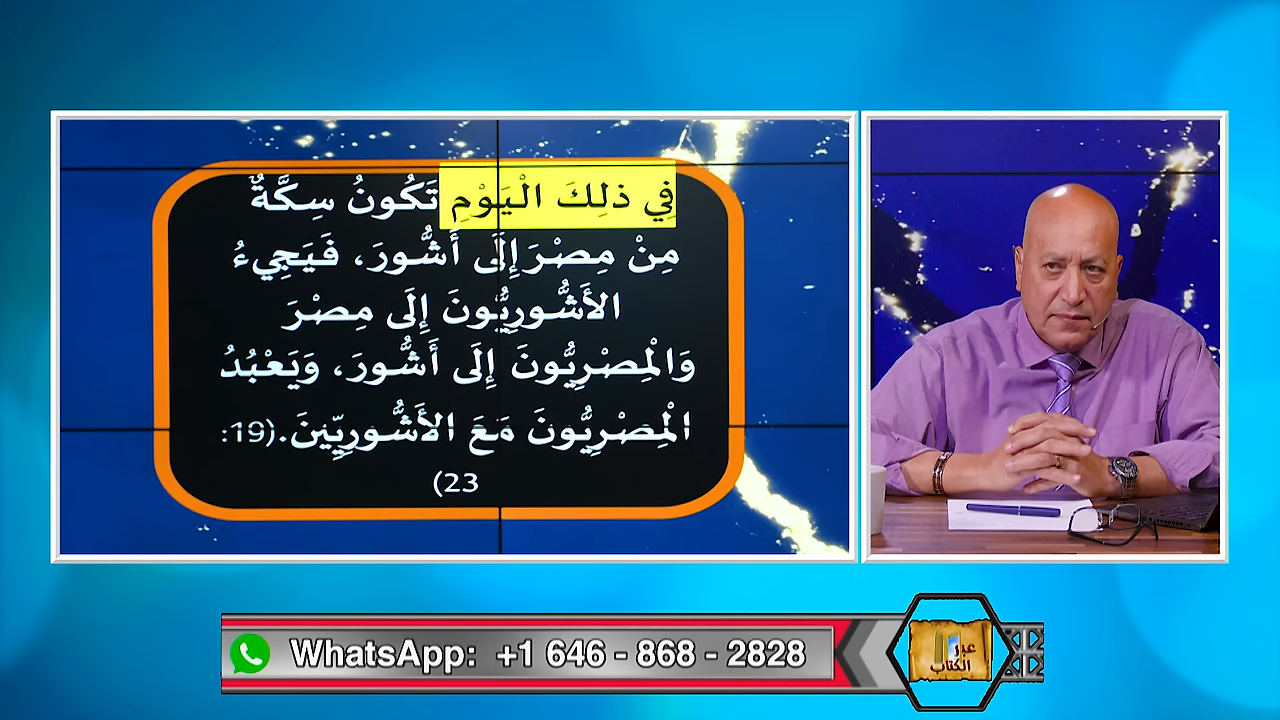 فِي ذلِكَ الْيَوْمِ تَكُونُ سِكَّةٌ
مِنْ مِصْرَ إِلَى أَشُّورَ، فَيَجِيءُ
الأَشُّورِيُّونَ إِلَى مِصْرَ
وَالْمِصْرِيُّونَ إِلَى أَشُّورَ، وَيَعْبُدُ
الْمِصْرِيُّونَ مَعَ الأَشُّورِيِّينَ.(19:
23)
WhatsApp: +1 646 - 868 - 2828
عبر
الكتاب